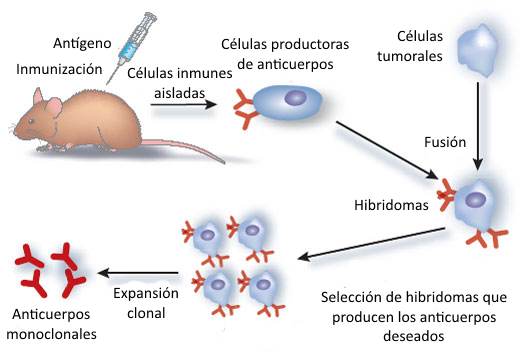 Antígeno
Inmunización
Células inmunes
aisladas
Células productoras
de anticuerpos
Células
tumorales
Fusión
Hibridomas
Selección de hibridomas que
producen los anticuerpos
deseados
Expansión
clonal
Anticuerpos
monoclonales